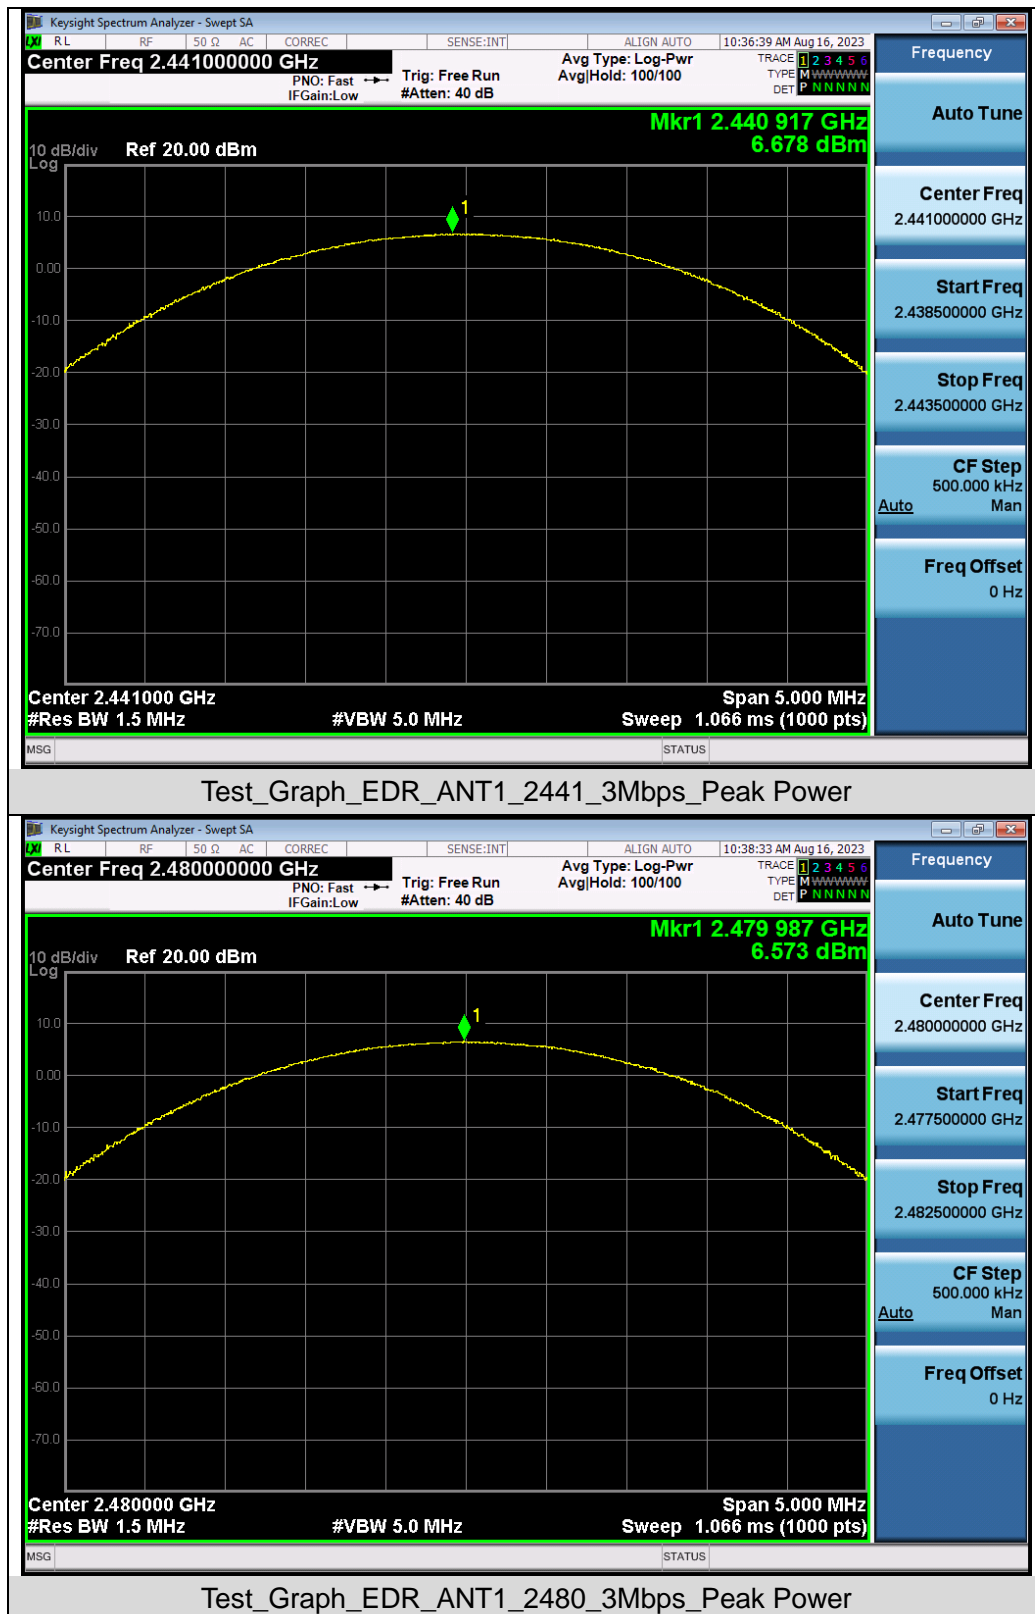 Keysight Spectrum Analyzer - Swept SA
LXI RL RF 50 Ω AC CORREC SENSE:INT ALIGN AUTO 10:36:39 AM Aug 16, 2023
Center Freq 2.441000000 GHz
PNO: Fast
IFGain:Low
Trig: Free Run
#Atten: 40 dB
Avg Type: Log-Pwr
Avg|Hold: 100/100
TRACE 1 2 3 4 5 6
TYPE M WWWWW
DET P N N N N N
Mkr1 2.440 917 GHz
6.678 dBm
10 dB/div Ref 20.00 dBm
Log
1
10.0
0.00
-10.0
-20.0
-30.0
-40.0
-50.0
-60.0
-70.0
Center 2.441000 GHz Span 5.000 MHz
#Res BW 1.5 MHz #VBW 5.0 MHz Sweep 1.066 ms (1000 pts)
MSG STATUS
Frequency
Auto Tune
Center Freq
2.441000000 GHz
Start Freq
2.438500000 GHz
Stop Freq
2.443500000 GHz
CF Step
500.000 kHz
Auto Man
Freq Offset
0 Hz
Test_Graph_EDR_ANT1_2441_3Mbps_Peak Power
Keysight Spectrum Analyzer - Swept SA
LXI RL RF 50 Ω AC CORREC SENSE:INT ALIGN AUTO 10:38:33 AM Aug 16, 2023
Center Freq 2.480000000 GHz
PNO: Fast
IFGain:Low
Trig: Free Run
#Atten: 40 dB
Avg Type: Log-Pwr
Avg|Hold: 100/100
TRACE 1 2 3 4 5 6
TYPE M WWWWW
DET P N N N N N
Mkr1 2.479 987 GHz
6.573 dBm
10 dB/div Ref 20.00 dBm
Log
1
10.0
0.00
-10.0
-20.0
-30.0
-40.0
-50.0
-60.0
-70.0
Center 2.480000 GHz Span 5.000 MHz
#Res BW 1.5 MHz #VBW 5.0 MHz Sweep 1.066 ms (1000 pts)
MSG STATUS
Frequency
Auto Tune
Center Freq
2.480000000 GHz
Start Freq
2.477500000 GHz
Stop Freq
2.482500000 GHz
CF Step
500.000 kHz
Auto Man
Freq Offset
0 Hz
Test_Graph_EDR_ANT1_2480_3Mbps_Peak Power